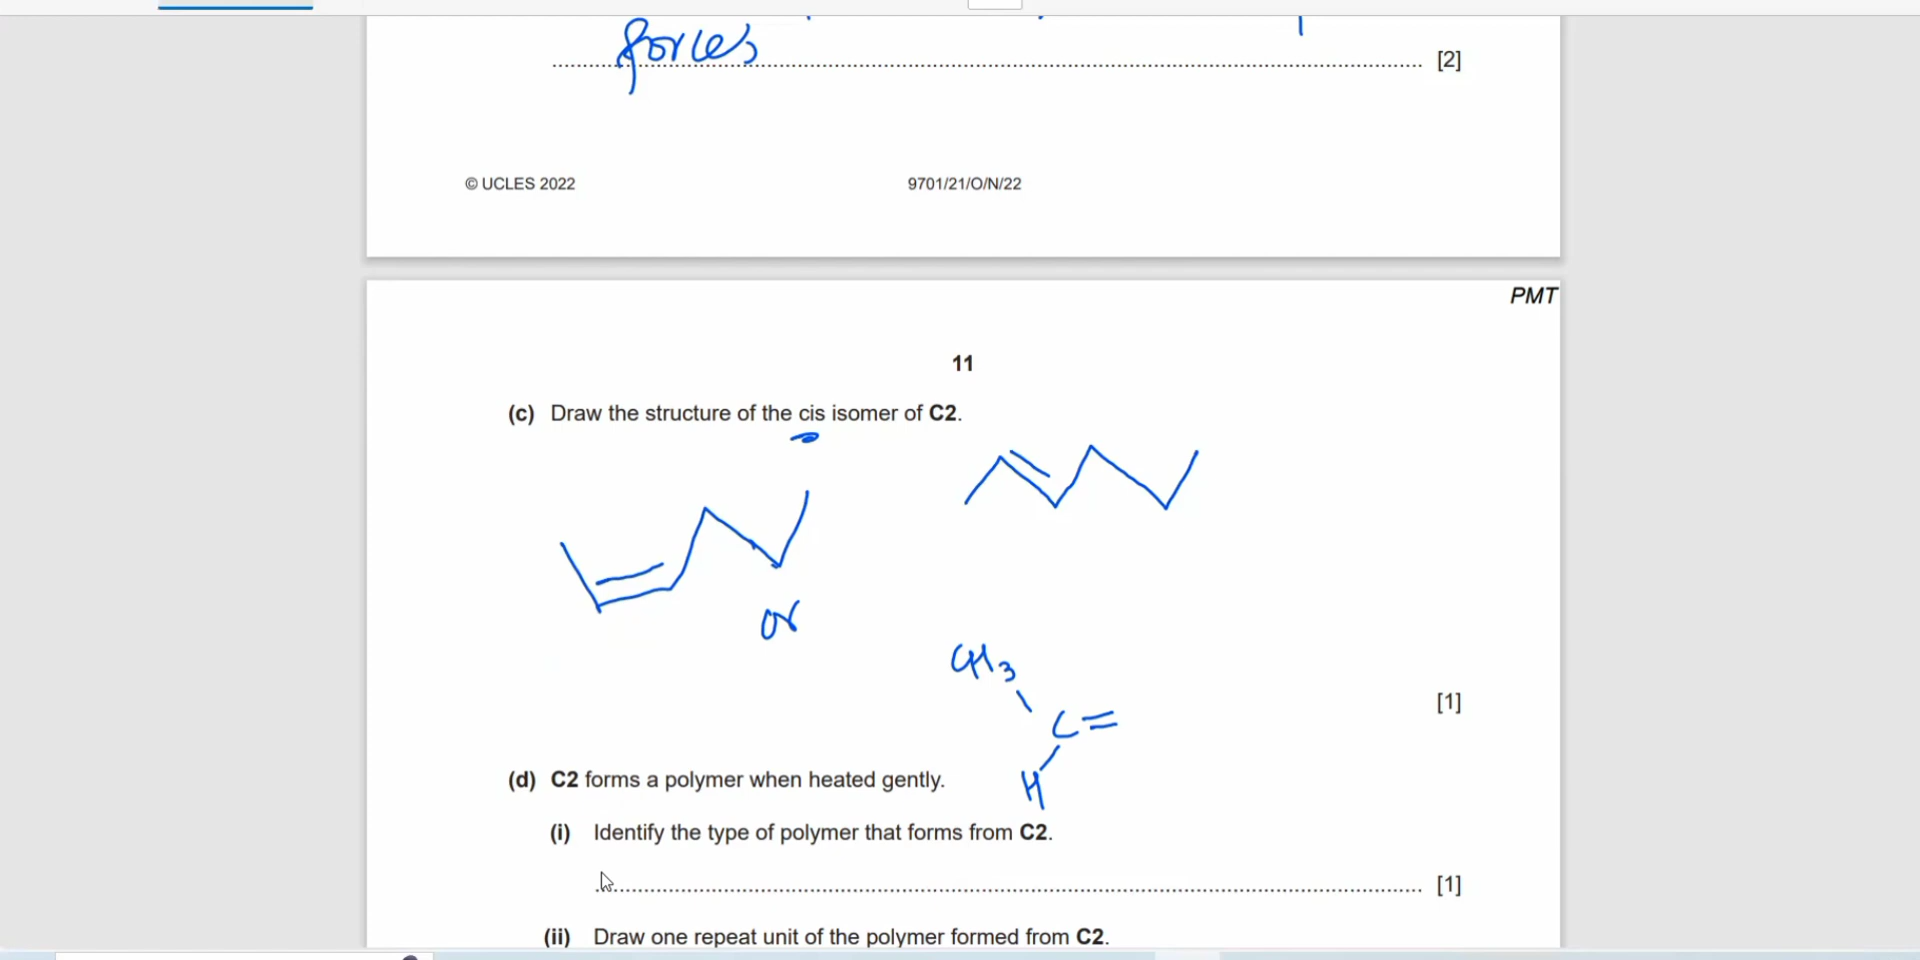 forces
[2]
© UCLES 2022 9701/21/O/N/22
PMT
11
(c) Draw the structure of the cis isomer of C2.
or
CH3
C=
[1]
H
(d) C2 forms a polymer when heated gently.
(i) Identify the type of polymer that forms from C2.
[1]
(ii) Draw one repeat unit of the polymer formed from C2.